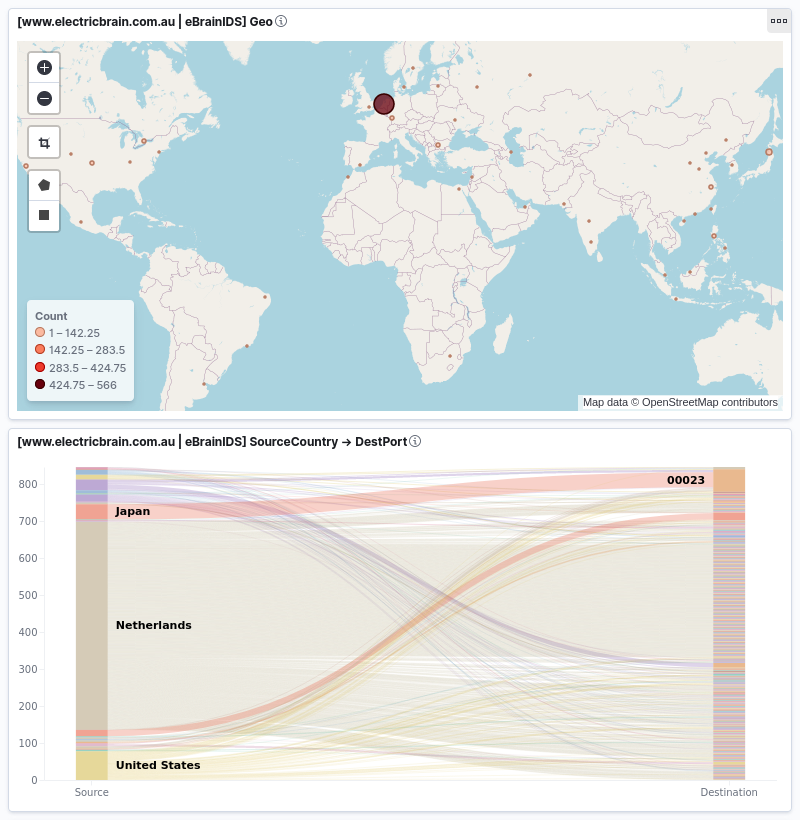 [www.electricbrain.com.au | eBrainIDS] Geo
Count
1 – 142.25
142.25 – 283.5
283.5 – 424.75
424.75 – 566
Map data © OpenStreetMap contributors
[www.electricbrain.com.au | eBrainIDS] SourceCountry → DestPort
800
700
600
500
400
300
200
100
0
Japan
Netherlands
United States
00023
Source
Destination